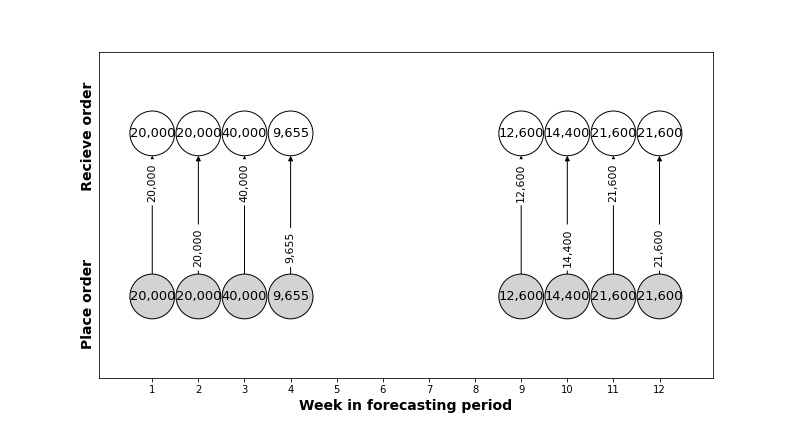 Recieve order
20,000 20,000 40,000 9,655 12,600 14,400 21,600 21,600
20,000 20,000 40,000 9,655 12,600 14,400 21,600 21,600
Place order
20,000 20,000 40,000 9,655 12,600 14,400 21,600 21,600
1 2 3 4 5 6 7 8 9 10 11 12
Week in forecasting period